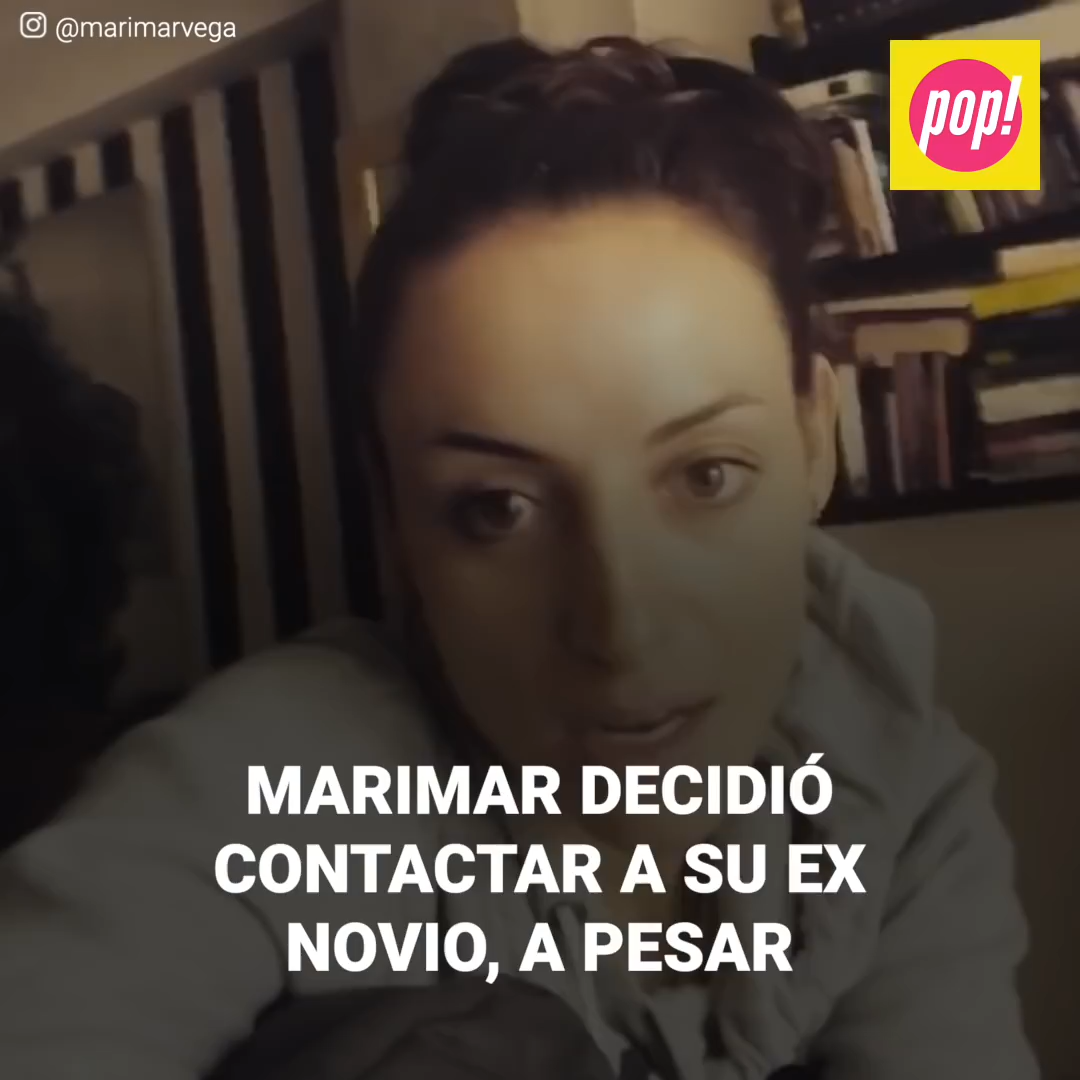 @marimarvega
pop!
MARIMAR DECIDIÓ
CONTACTAR A SU EX
NOVIO, A PESAR